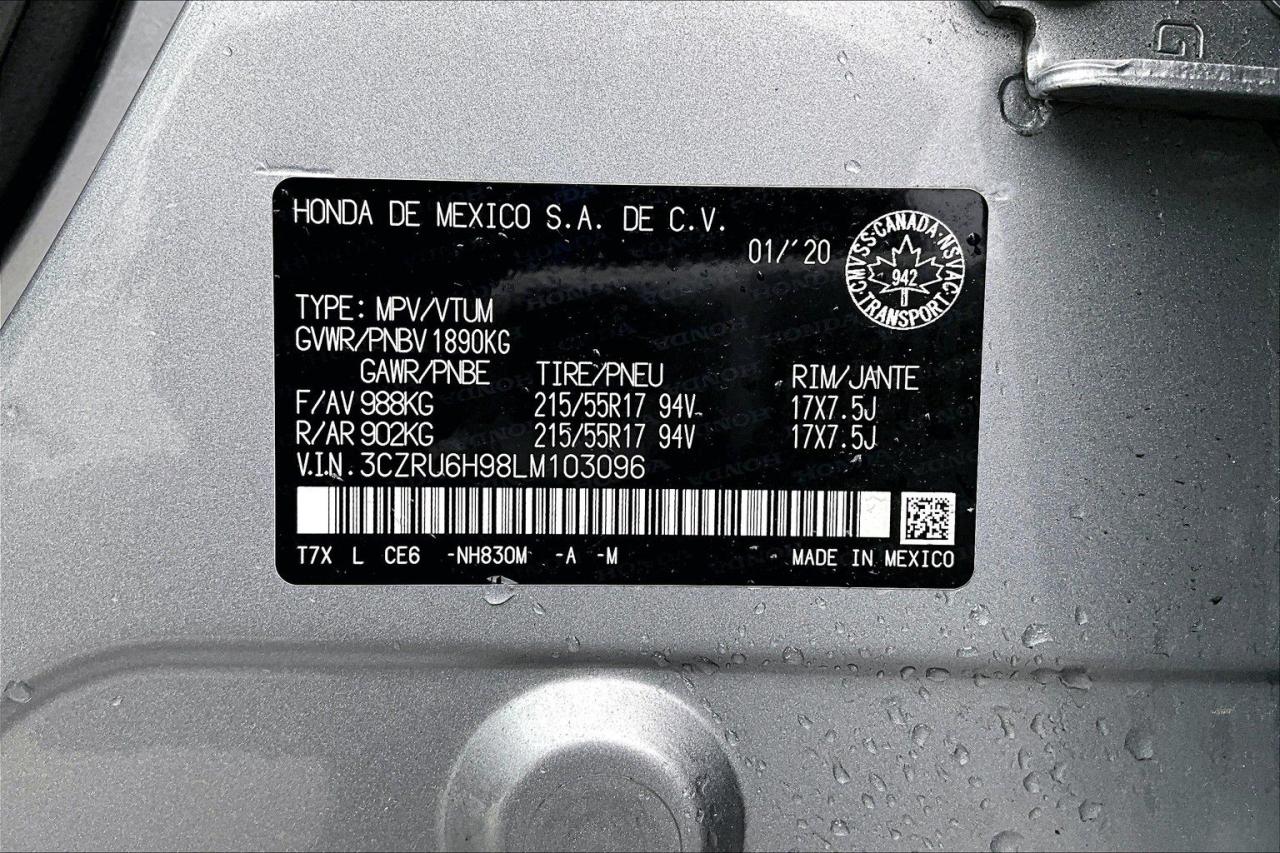 HONDA DE MEXICO S.A. DE C.V.
01/'20
CMVSS·CANADA·NSVAC·TRANSPORT·
942
TYPE: MPV/VTUM
GVWR/PNBV 1890KG
GAWR/PNBE TIRE/PNEU RIM/JANTE
F/AV 988KG 215/55R17 94V 17X7.5J
R/AR 902KG 215/55R17 94V 17X7.5J
V.I.N. 3CZRU6H98LM103096
T7X L CE6 -NH830M -A -M MADE IN MEXICO